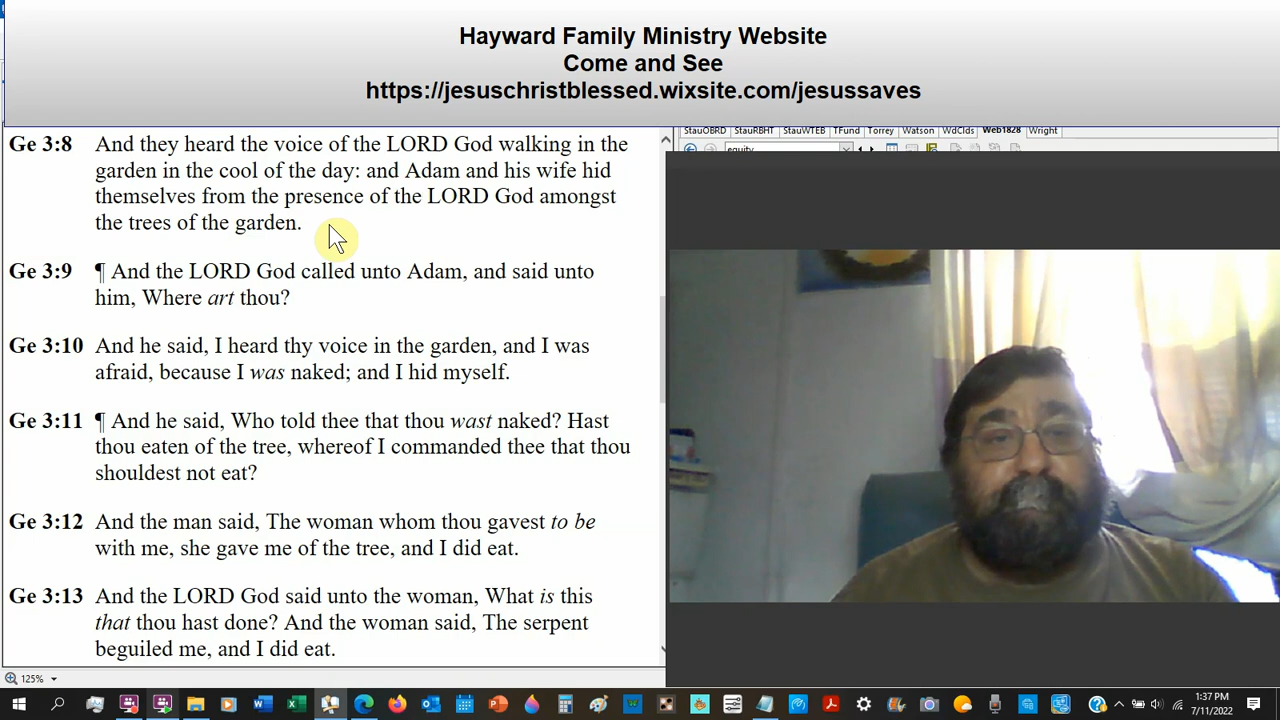 Hayward Family Ministry Website
Come and See
https://jesuschristblessed.wixsite.com/jesussaves
StauOBRD StauRBHT StauWTEB TFund Torrey Watson WdClds Web1828 Wright
equity
Ge 3:8 And they heard the voice of the LORD God walking in the
garden in the cool of the day: and Adam and his wife hid
themselves from the presence of the LORD God amongst
the trees of the garden.
Ge 3:9 ¶ And the LORD God called unto Adam, and said unto
him, Where art thou?
Ge 3:10 And he said, I heard thy voice in the garden, and I was
afraid, because I was naked; and I hid myself.
Ge 3:11 ¶ And he said, Who told thee that thou wast naked? Hast
thou eaten of the tree, whereof I commanded thee that thou
shouldest not eat?
Ge 3:12 And the man said, The woman whom thou gavest to be
with me, she gave me of the tree, and I did eat.
Ge 3:13 And the LORD God said unto the woman, What is this
that thou hast done? And the woman said, The serpent
beguiled me, and I did eat.
125%
1:37 PM
7/11/2022